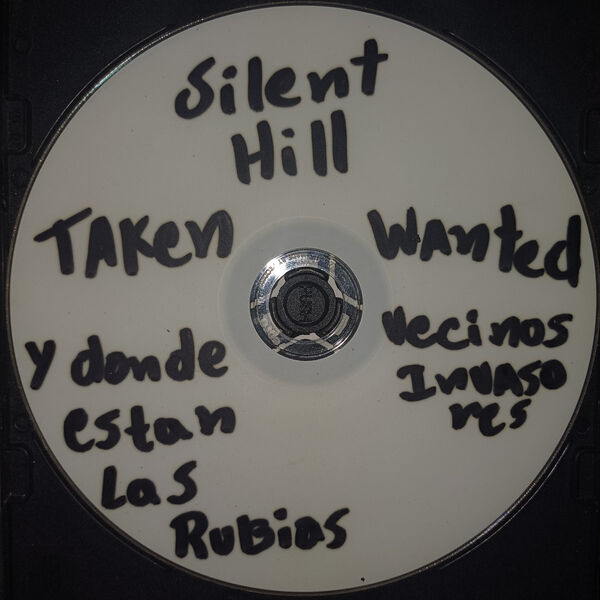 Silent
Hill
TAKEn
WAnted
Y donde
estan
Las
RUBias
Vecinos
InVASO
res